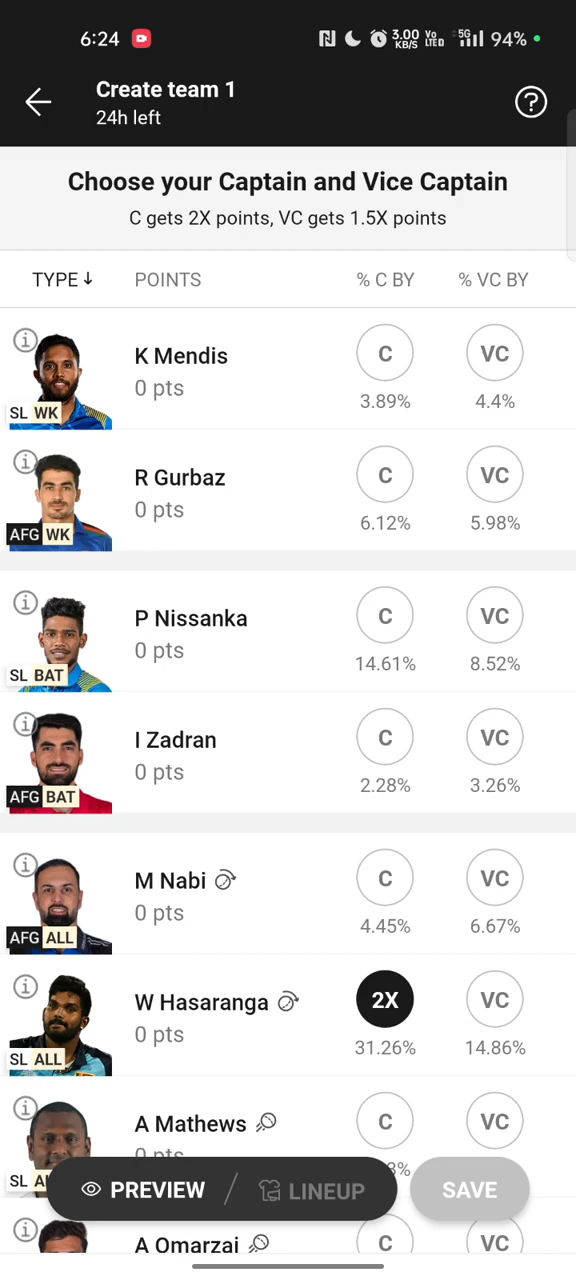 6:24 3.00 KB/S Vo LTED 5G 94%
Create team 1
24h left
Choose your Captain and Vice Captain
C gets 2X points, VC gets 1.5X points
TYPE↓ POINTS % C BY % VC BY
K Mendis C VC
0 pts 3.89% 4.4%
SL WK
R Gurbaz C VC
0 pts 6.12% 5.98%
AFG WK
P Nissanka C VC
0 pts 14.61% 8.52%
SL BAT
I Zadran C VC
0 pts 2.28% 3.26%
AFG BAT
M Nabi C VC
0 pts 4.45% 6.67%
AFG ALL
W Hasaranga 2X VC
0 pts 31.26% 14.86%
SL ALL
A Mathews C VC
0 pts
SL
PREVIEW / LINEUP SAVE
A Omarzai C VC